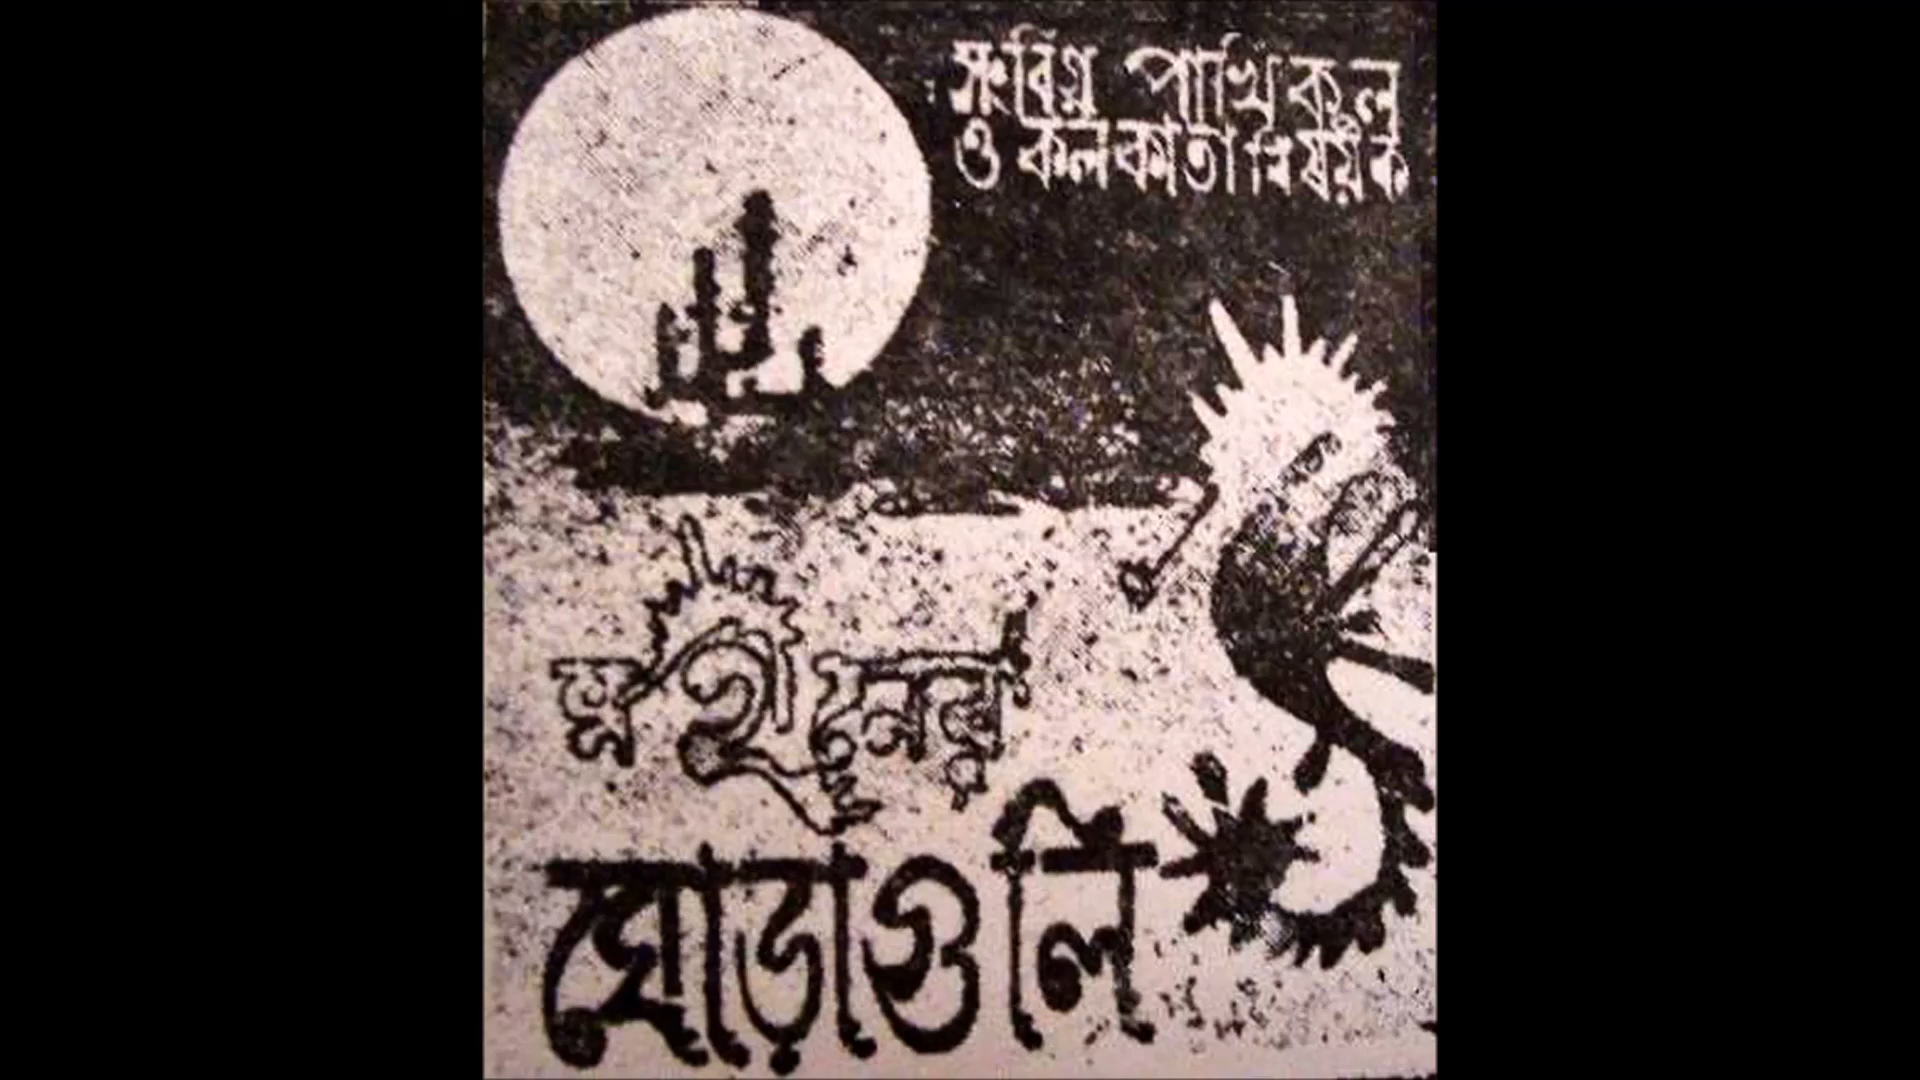 সংবিগ্ন পাখিকূল
ও কলকাতা বিষয়ক
মহীনের
ঘোড়াগুলি